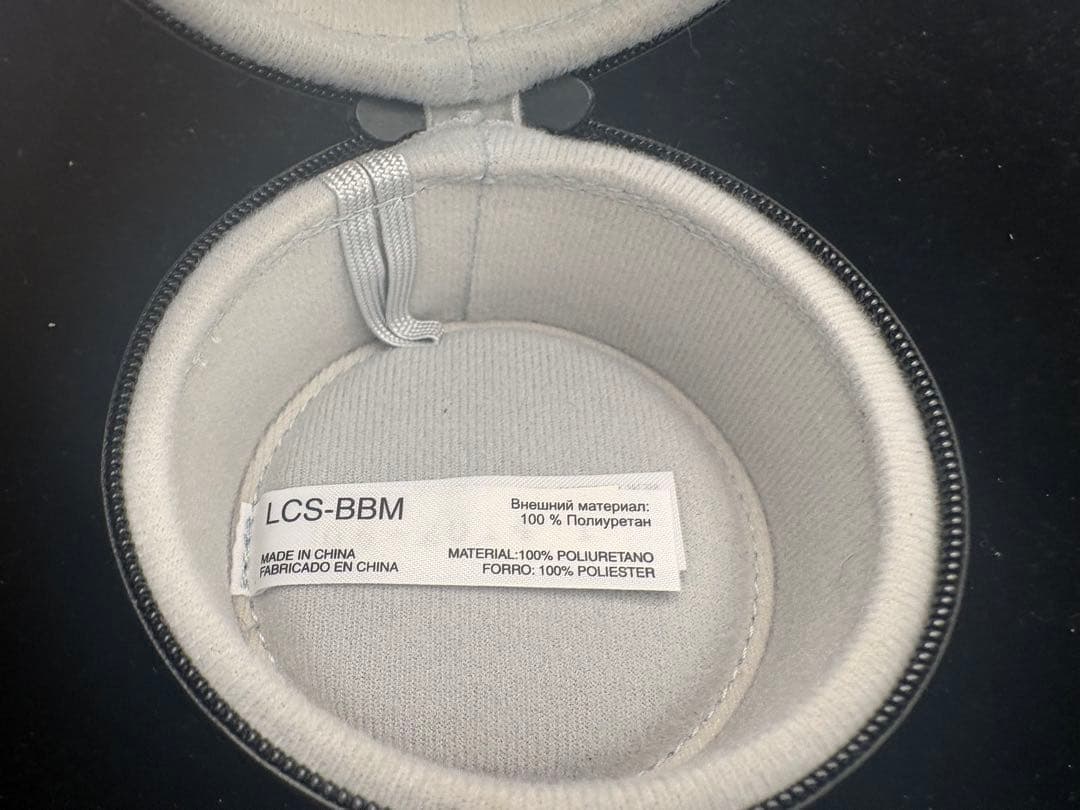 LCS-BBM
Внешний материал:
100 % Полиуретан
MADE IN CHINA
FABRICADO EN CHINA
MATERIAL:100% POLIURETANO
FORRO: 100% POLIESTER